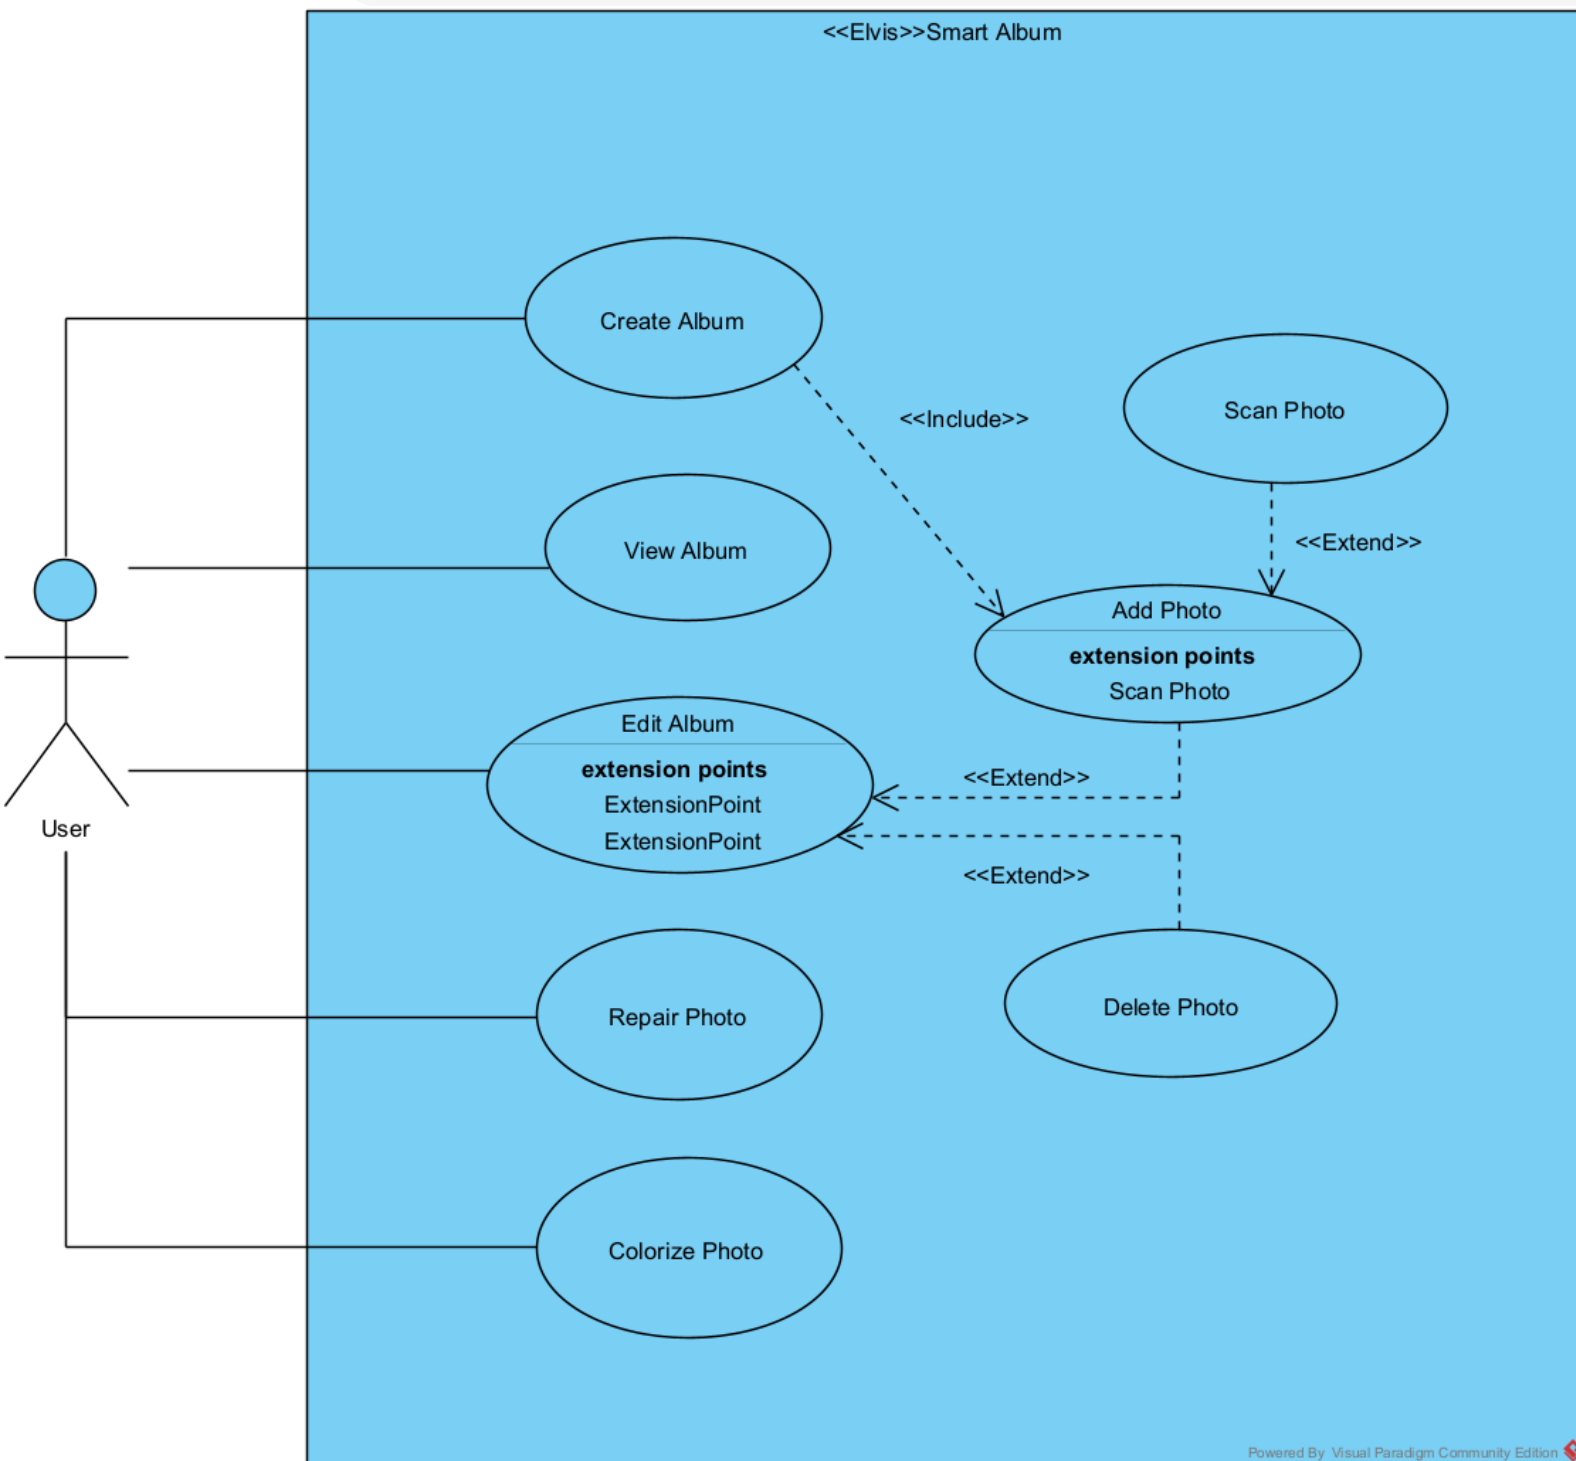 <<Elvis>>Smart Album
Create Album
<<Include>>
Scan Photo
<<Extend>>
View Album
Add Photo
extension points
Scan Photo
Edit Album
extension points
ExtensionPoint
ExtensionPoint
<<Extend>>
<<Extend>>
User
Repair Photo
Delete Photo
Colorize Photo
Powered By Visual Paradigm Community Edition